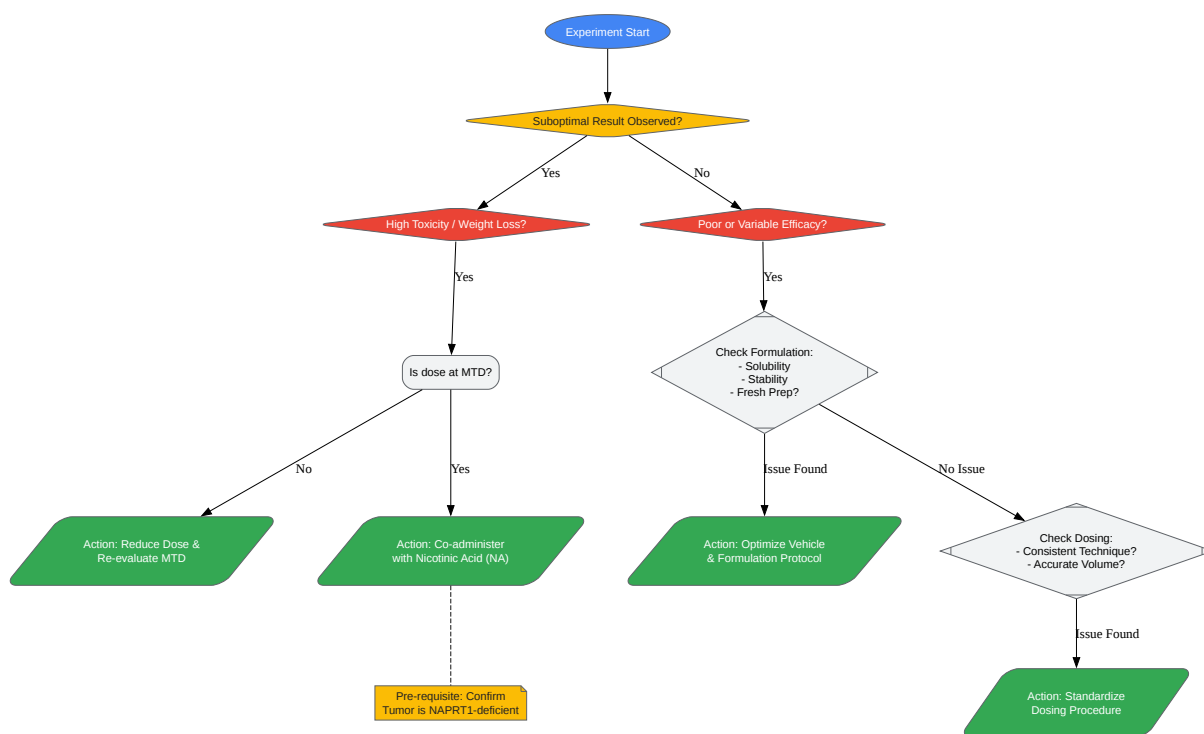 Experiment Start
Suboptimal Result Observed?
Yes
No
High Toxicity / Weight Loss?
Poor or Variable Efficacy?
Yes
Yes
Is dose at MTD?
Check Formulation:
- Solubility
- Stability
- Fresh Prep?
No
Yes
Issue Found
No Issue
Action: Reduce Dose &
Re-evaluate MTD
Action: Co-administer
with Nicotinic Acid (NA)
Action: Optimize Vehicle
& Formulation Protocol
Check Dosing:
- Consistent Technique?
- Accurate Volume?
Issue Found
Pre-requisite: Confirm
Tumor is NAPRT1-deficient
Action: Standardize
Dosing Procedure